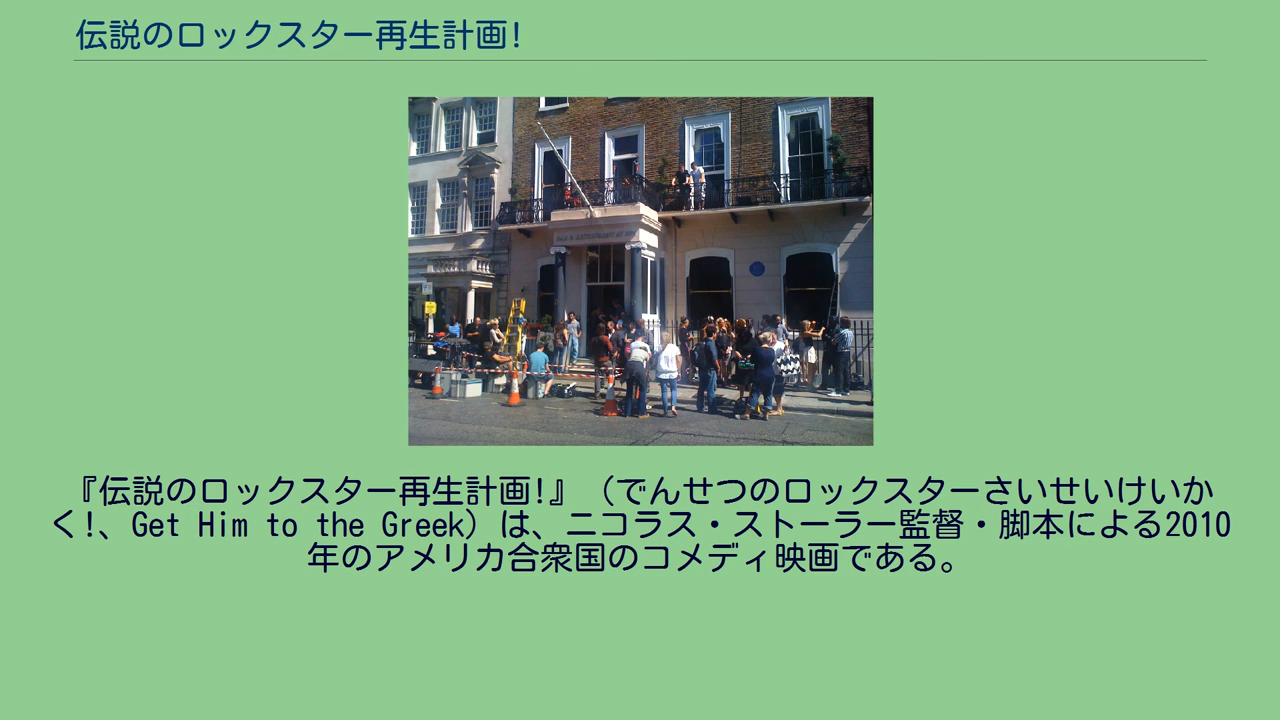 伝説のロックスター再生計画!
『伝説のロックスター再生計画!』（でんせつのロックスターさいせいけいか
く!、Get Him to the Greek）は、ニコラス・ストーラー監督・脚本による2010
年のアメリカ合衆国のコメディ映画である。